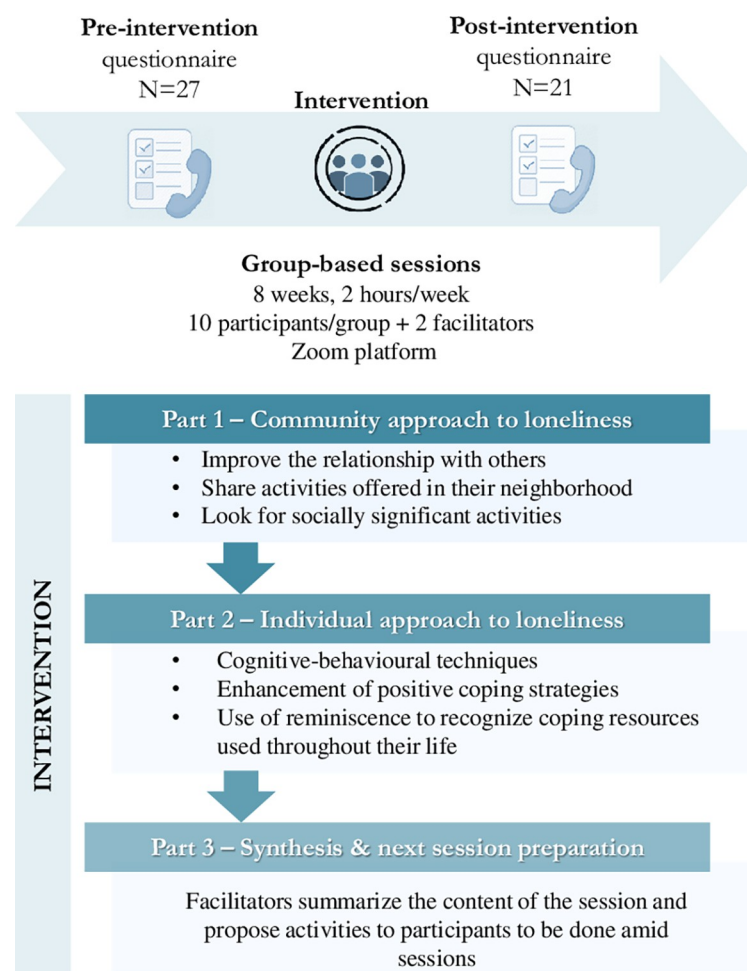 Pre-intervention
questionnaire
N=27
Intervention
Post-intervention
questionnaire
N=21
Group-based sessions
8 weeks, 2 hours/week
10 participants/group + 2 facilitators
Zoom platform
INTERVENTION
Part 1 – Community approach to loneliness
• Improve the relationship with others
• Share activities offered in their neighborhood
• Look for socially significant activities
Part 2 – Individual approach to loneliness
• Cognitive-behavioural techniques
• Enhancement of positive coping strategies
• Use of reminiscence to recognize coping resources
used throughout their life
Part 3 – Synthesis & next session preparation
Facilitators summarize the content of the session and
propose activities to participants to be done amid
sessions